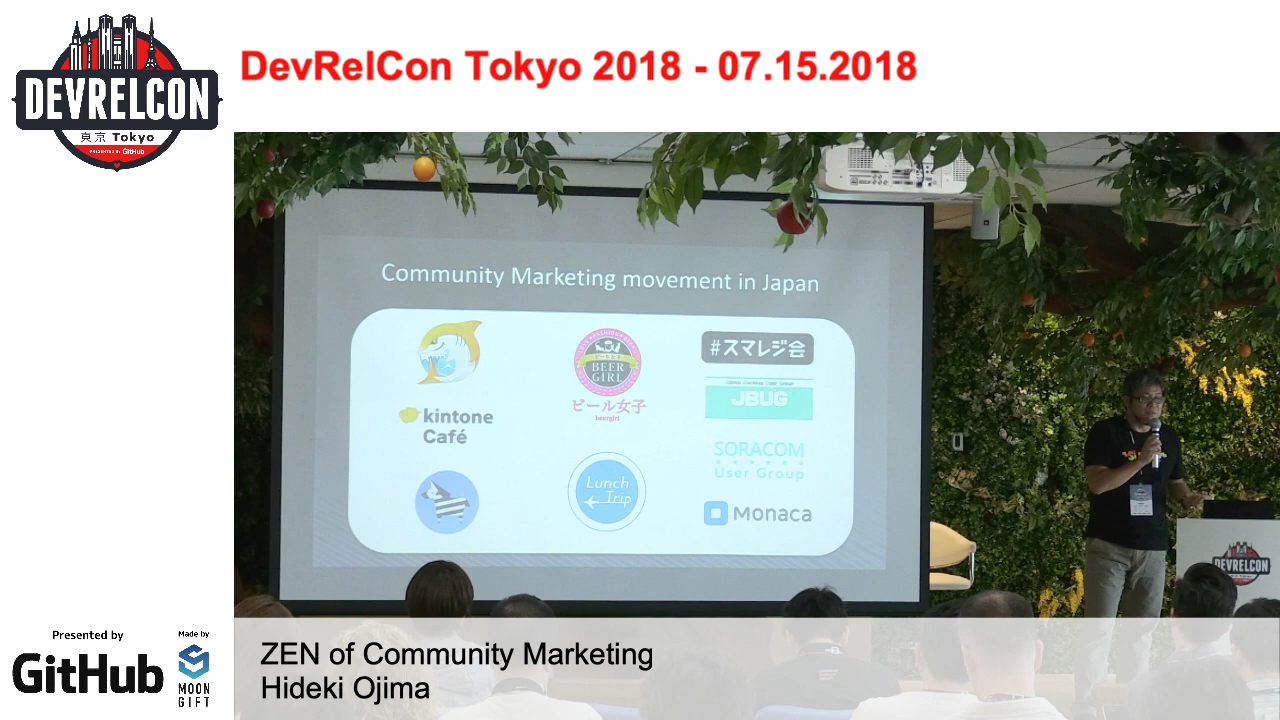 DevRelCon Tokyo 2018 - 07.15.2018
DEVRELCON
東京 Tokyo
PRESENTED BY GitHub
Community Marketing movement in Japan
kintone
Café
BEER
GIRL
ビール女子
beergirl
Lunch
Trip
#スマレジ会
JBUG
SORACOM
User Group
Monaca
DEVRELCON
Presented by
GitHub
Made by
MOON
GIFT
ZEN of Community Marketing
Hideki Ojima